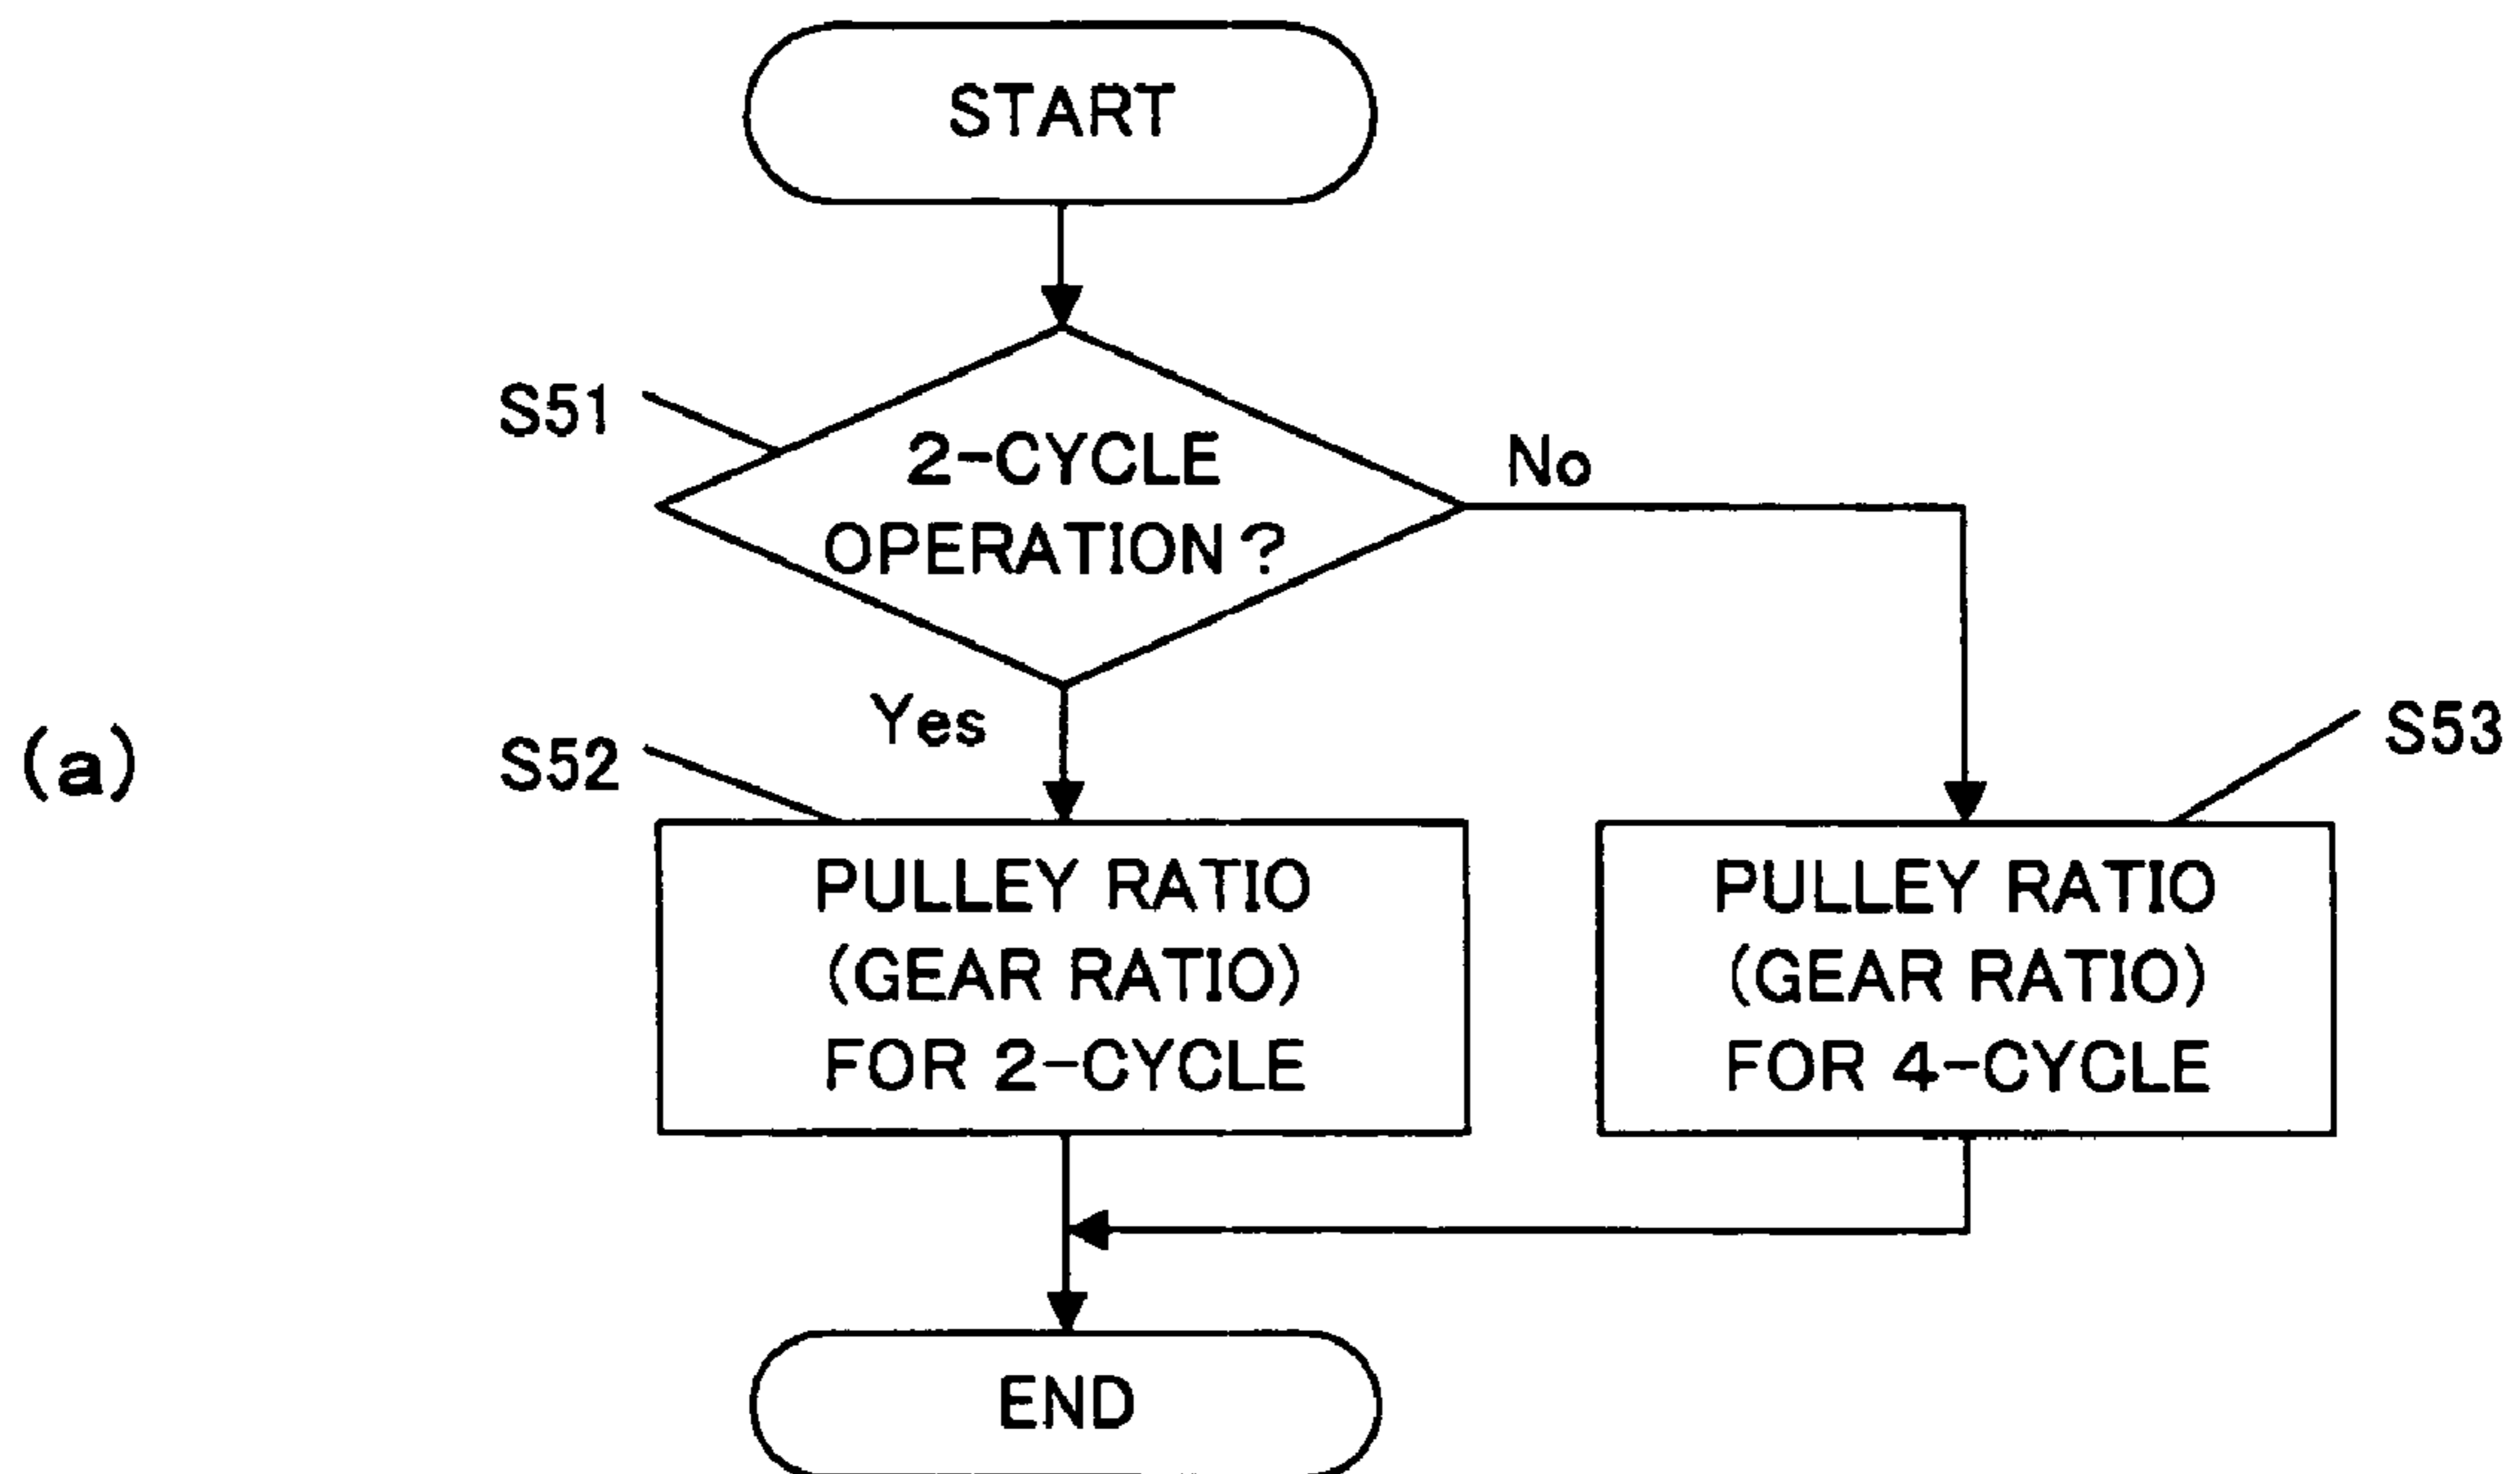 START
S51
2-CYCLE
OPERATION?
No
Yes
(a)
S52
S53
PULLEY RATIO
(GEAR RATIO)
FOR 2-CYCLE
PULLEY RATIO
(GEAR RATIO)
FOR 4-CYCLE
END